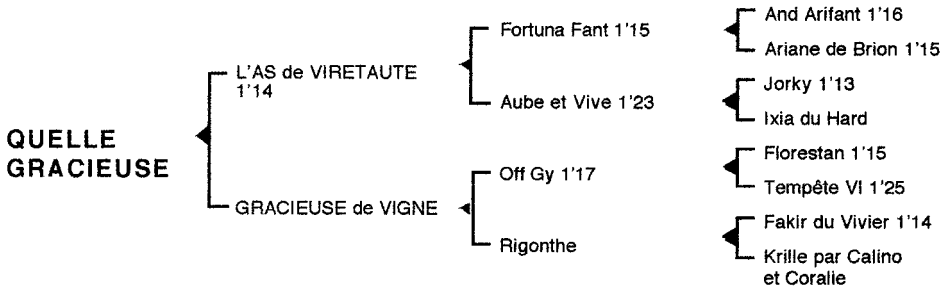 QUELLE
GRACIEUSE
L'AS de VIRETAUTE
1'14
GRACIEUSE de VIGNE
Fortuna Fant 1'15
Aube et Vive 1'23
Off Gy 1'17
Rigonthe
And Arifant 1'16
Ariane de Brion 1'15
Jorky 1'13
Ixia du Hard
Florestan 1'15
Tempête VI 1'25
Fakir du Vivier 1'14
Krille par Calino
et Coralie